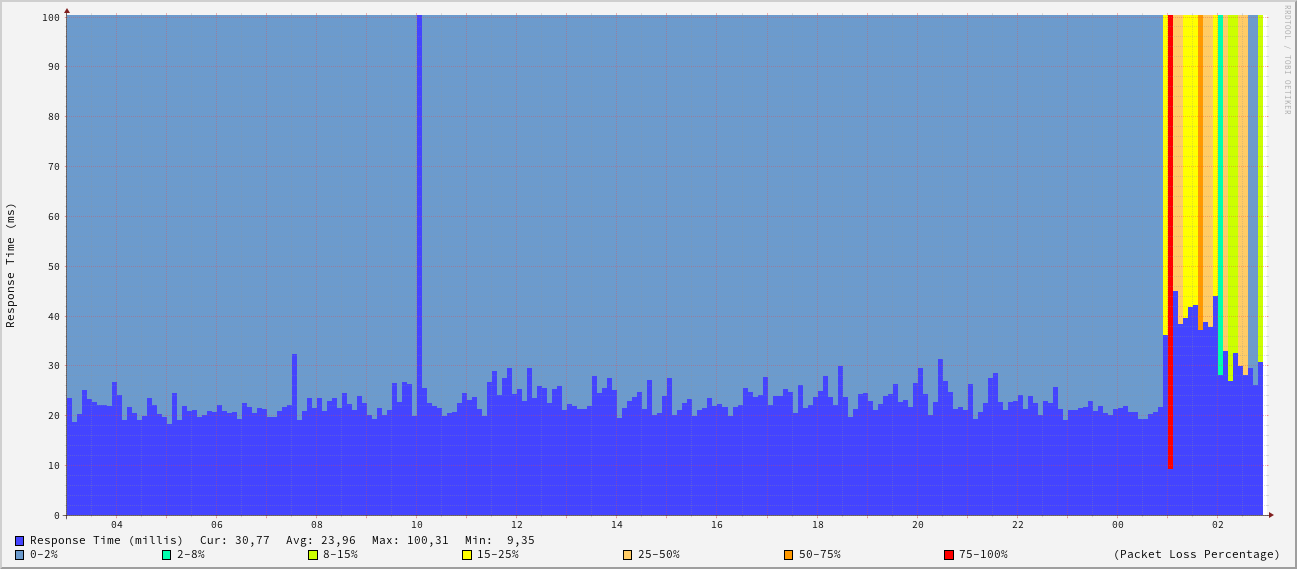 RRDTOOL / TOBI OETIKER
Response Time (ms)
100
90
80
70
60
50
40
30
20
10
0
04 06 08 10 12 14 16 18 20 22 00 02
Response Time (millis) Cur: 30,77 Avg: 23,96 Max: 100,31 Min: 9,35
0-2% 2-8% 8-15% 15-25% 25-50% 50-75% 75-100% (Packet Loss Percentage)